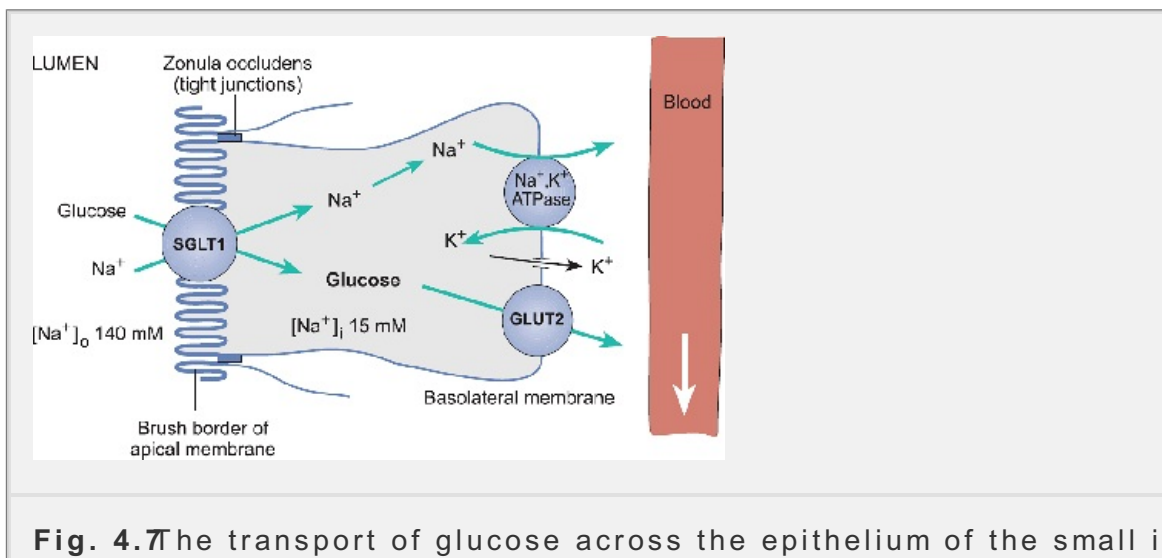 LUMEN
Zonula occludens
(tight junctions)
Blood
Na⁺
Na⁺,K⁺
ATPase
Na⁺
Glucose
SGLT1
K⁺
Na⁺
K⁺
Glucose
GLUT2
[Na⁺]ₒ 140 mM
[Na⁺]ᵢ 15 mM
Basolateral membrane
Brush border of
apical membrane
Fig. 4.7The transport of glucose across the epithelium of the small i